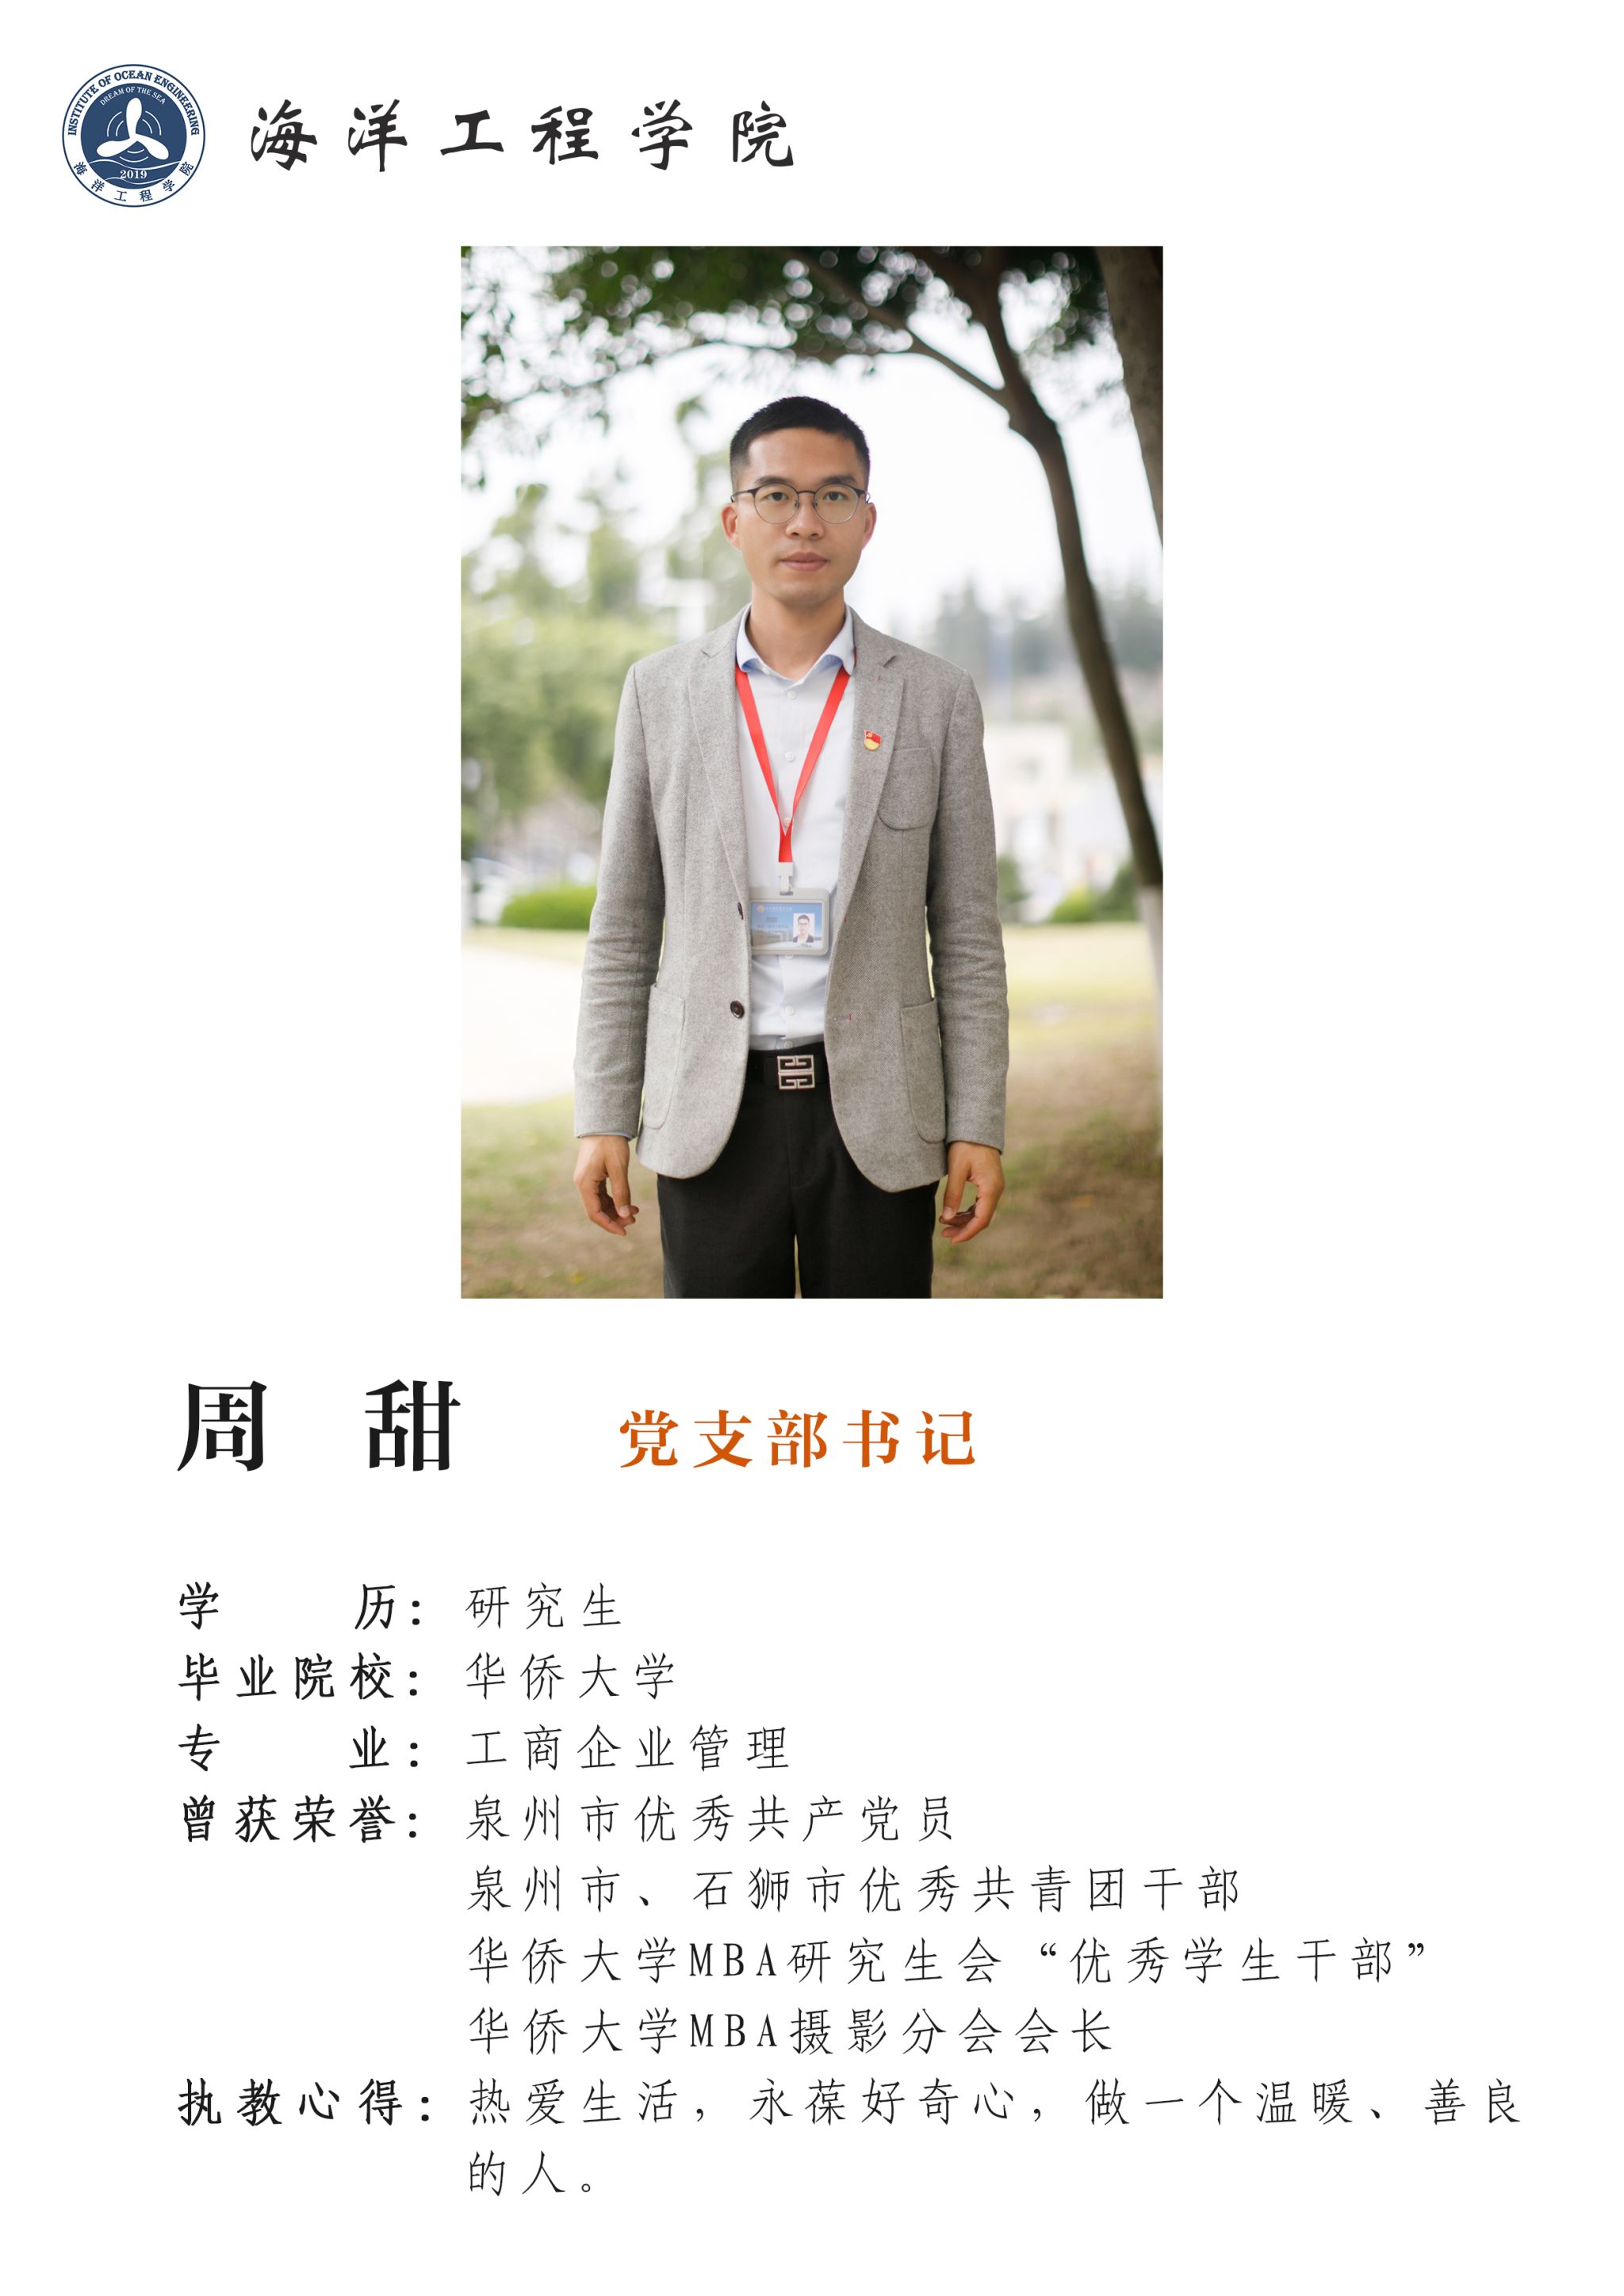 INSTITUTE OF OCEAN ENGINEERING
DREAM OF THE SEA
2019
海洋工程学院
海洋工程学院
周 甜 党支部书记
学 历：研究生
毕业院校：华侨大学
专 业：工商企业管理
曾获荣誉：泉州市优秀共产党员
泉州市、石狮市优秀共青团干部
华侨大学MBA研究生会“优秀学生干部”
华侨大学MBA摄影分会会长
执教心得：热爱生活，永葆好奇心，做一个温暖、善良
的人。